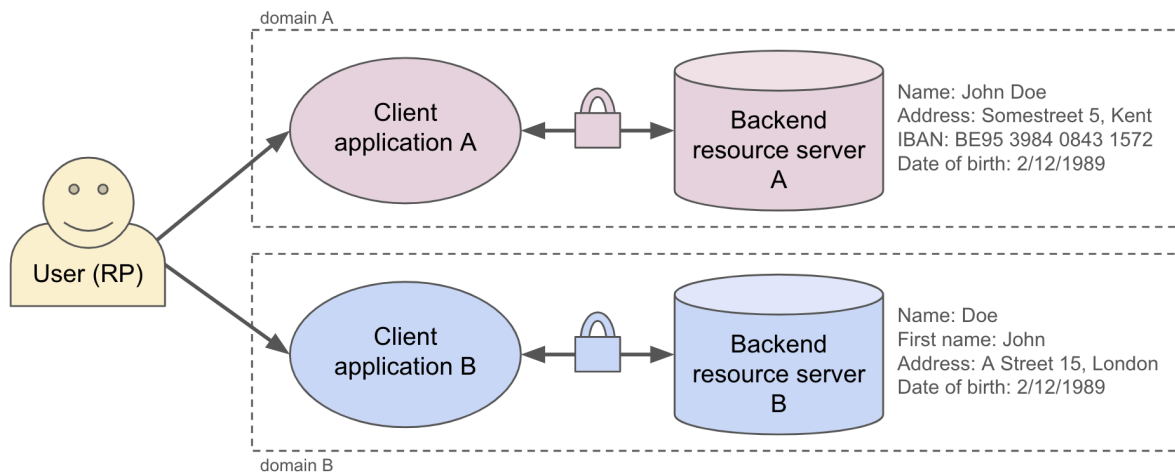 domain A
Client
application A
Backend
resource server
A
Name: John Doe
Address: Somestreet 5, Kent
IBAN: BE95 3984 0843 1572
Date of birth: 2/12/1989
User (RP)
Client
application B
Backend
resource server
B
Name: Doe
First name: John
Address: A Street 15, London
Date of birth: 2/12/1989
domain B